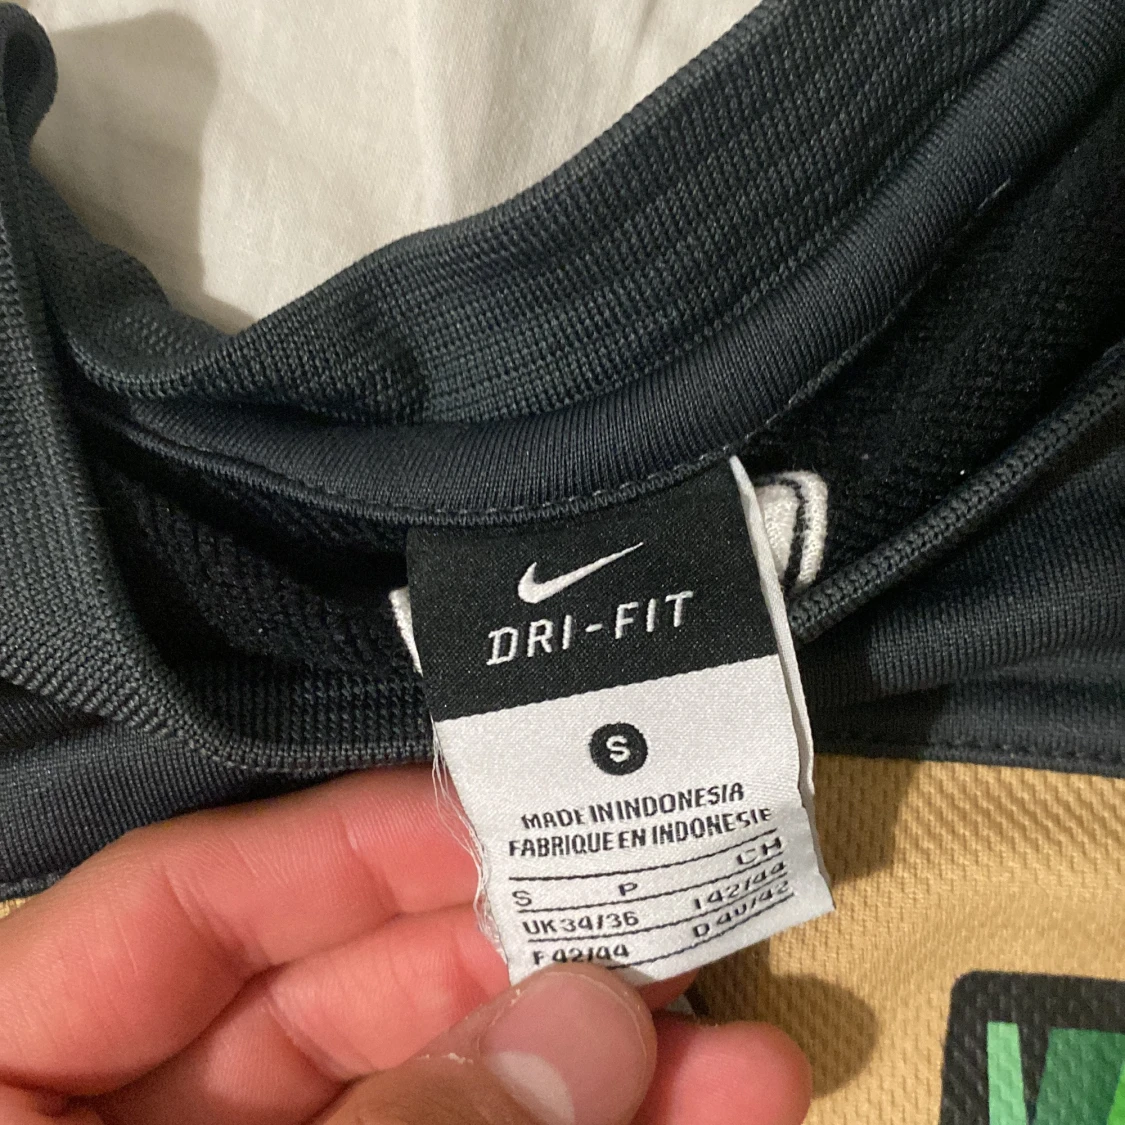 DRI-FIT
S
MADE IN INDONESIA
FABRIQUE EN INDONESIE
S P CH
UK 34/36 I 42/44
F 42/44 D 40/42